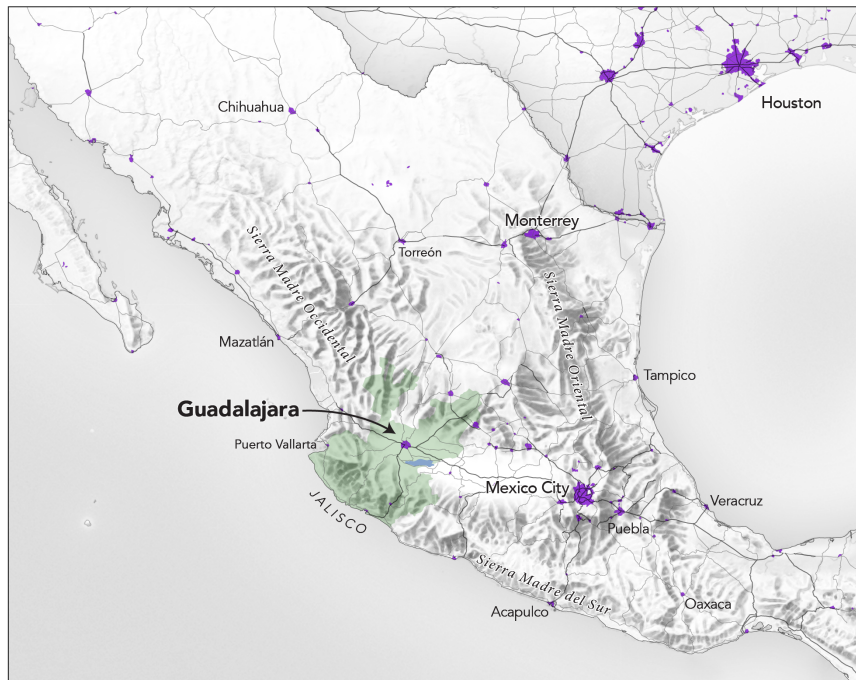 Houston
Chihuahua
Monterrey
Torreón
Sierra Madre Occidental
Sierra Madre Oriental
Mazatlán
Tampico
Guadalajara
Puerto Vallarta
Mexico City
JALISCO
Veracruz
Puebla
Sierra Madre del Sur
Acapulco
Oaxaca